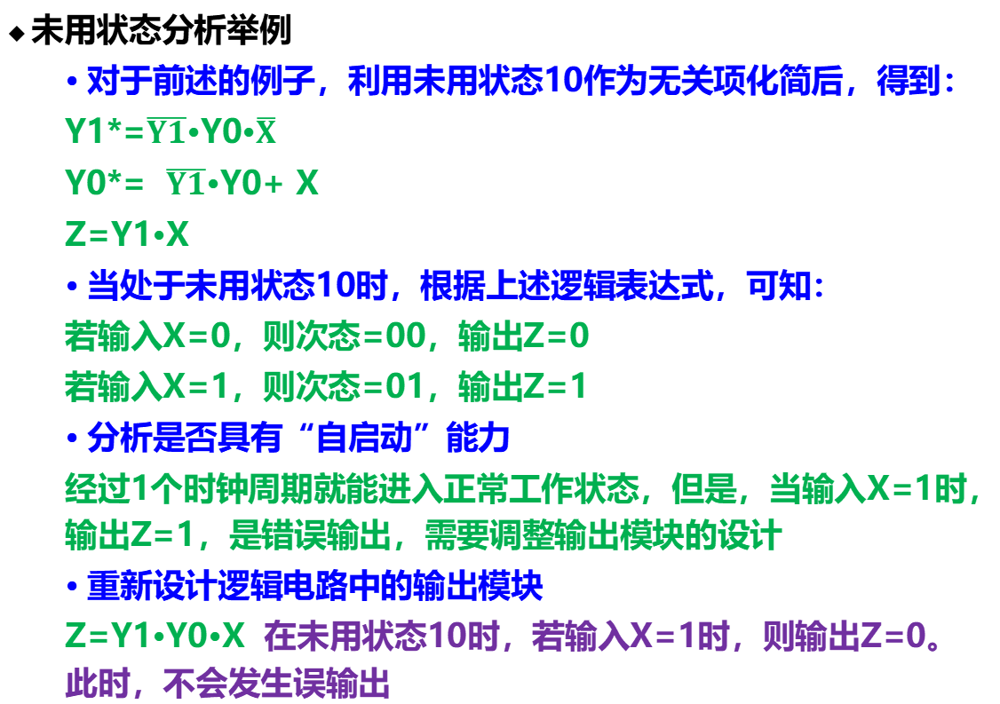 ◆ 未用状态分析举例
• 对于前述的例子，利用未用状态10作为无关项化简后，得到：
Y1*=Y̅1̅•Y0•X̅
Y0*= Y̅1̅•Y0+ X
Z=Y1•X
• 当处于未用状态10时，根据上述逻辑表达式，可知：
若输入X=0，则次态=00，输出Z=0
若输入X=1，则次态=01，输出Z=1
• 分析是否具有“自启动”能力
经过1个时钟周期就能进入正常工作状态，但是，当输入X=1时，
输出Z=1，是错误输出，需要调整输出模块的设计
• 重新设计逻辑电路中的输出模块
Z=Y1•Y0•X 在未用状态10时，若输入X=1时，则输出Z=0。
此时，不会发生误输出